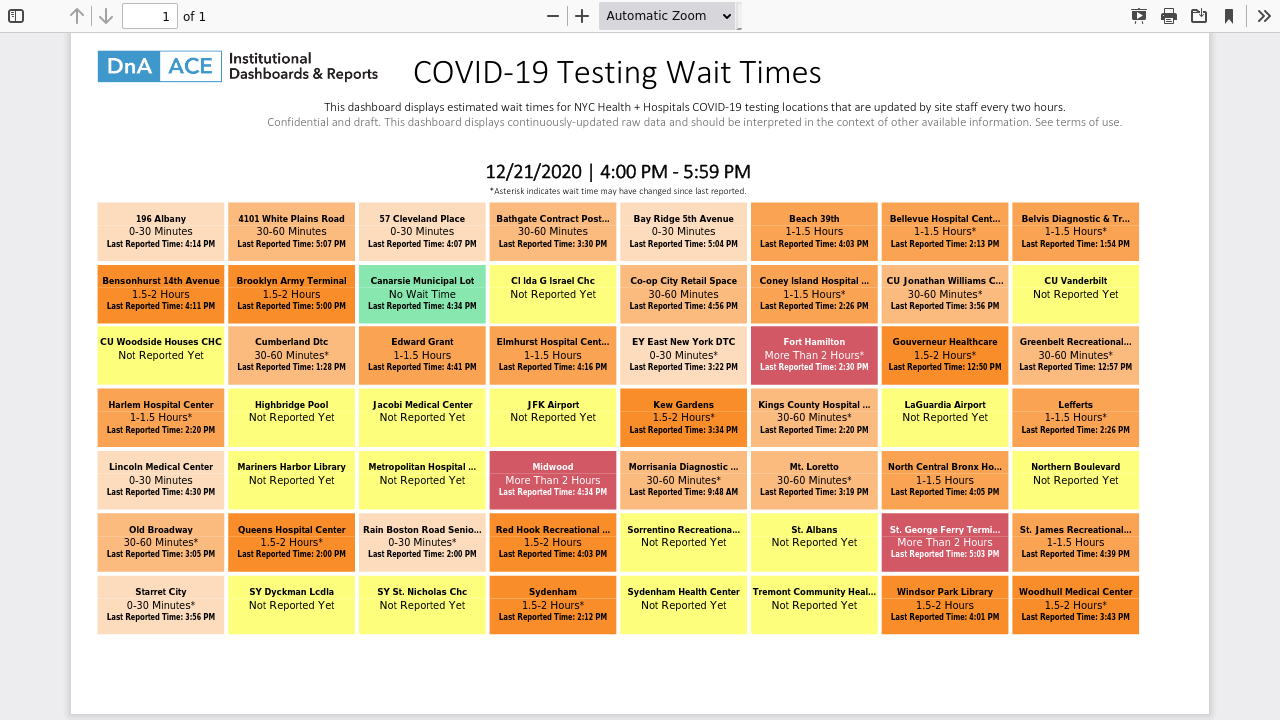 1 of 1 Automatic Zoom
DnA ACE Institutional Dashboards & Reports
COVID-19 Testing Wait Times
This dashboard displays estimated wait times for NYC Health + Hospitals COVID-19 testing locations that are updated by site staff every two hours.
Confidential and draft. This dashboard displays continuously-updated raw data and should be interpreted in the context of other available information. See terms of use.
12/21/2020 | 4:00 PM - 5:59 PM
*Asterisk indicates wait time may have changed since last reported.
196 Albany
0-30 Minutes
Last Reported Time: 4:14 PM
4101 White Plains Road
30-60 Minutes
Last Reported Time: 5:07 PM
57 Cleveland Place
0-30 Minutes
Last Reported Time: 4:07 PM
Bathgate Contract Post...
30-60 Minutes
Last Reported Time: 3:30 PM
Bay Ridge 5th Avenue
0-30 Minutes
Last Reported Time: 5:04 PM
Beach 39th
1-1.5 Hours
Last Reported Time: 4:03 PM
Bellevue Hospital Cent...
1-1.5 Hours*
Last Reported Time: 2:13 PM
Belvis Diagnostic & Tr...
1-1.5 Hours*
Last Reported Time: 1:54 PM
Bensonhurst 14th Avenue
1.5-2 Hours
Last Reported Time: 4:11 PM
Brooklyn Army Terminal
1.5-2 Hours
Last Reported Time: 5:00 PM
Canarsie Municipal Lot
No Wait Time
Last Reported Time: 4:34 PM
CI Ida G Israel Chc
Not Reported Yet
Co-op City Retail Space
30-60 Minutes
Last Reported Time: 4:56 PM
Coney Island Hospital ...
1-1.5 Hours*
Last Reported Time: 2:26 PM
CU Jonathan Williams C...
30-60 Minutes*
Last Reported Time: 3:56 PM
CU Vanderbilt
Not Reported Yet
CU Woodside Houses CHC
Not Reported Yet
Cumberland Dtc
30-60 Minutes*
Last Reported Time: 1:28 PM
Edward Grant
1-1.5 Hours
Last Reported Time: 4:41 PM
Elmhurst Hospital Cent...
1-1.5 Hours
Last Reported Time: 4:16 PM
EY East New York DTC
0-30 Minutes*
Last Reported Time: 3:22 PM
Fort Hamilton
More Than 2 Hours*
Last Reported Time: 2:30 PM
Gouverneur Healthcare
1.5-2 Hours*
Last Reported Time: 12:50 PM
Greenbelt Recreational...
30-60 Minutes*
Last Reported Time: 12:57 PM
Harlem Hospital Center
1-1.5 Hours*
Last Reported Time: 2:20 PM
Highbridge Pool
Not Reported Yet
Jacobi Medical Center
Not Reported Yet
JFK Airport
Not Reported Yet
Kew Gardens
1.5-2 Hours*
Last Reported Time: 3:34 PM
Kings County Hospital ...
30-60 Minutes*
Last Reported Time: 2:20 PM
LaGuardia Airport
Not Reported Yet
Lefferts
1-1.5 Hours*
Last Reported Time: 2:26 PM
Lincoln Medical Center
0-30 Minutes
Last Reported Time: 4:30 PM
Mariners Harbor Library
Not Reported Yet
Metropolitan Hospital ...
Not Reported Yet
Midwood
More Than 2 Hours
Last Reported Time: 4:34 PM
Morrisania Diagnostic ...
30-60 Minutes*
Last Reported Time: 9:48 AM
Mt. Loretto
30-60 Minutes*
Last Reported Time: 3:19 PM
North Central Bronx Ho...
1-1.5 Hours
Last Reported Time: 4:05 PM
Northern Boulevard
Not Reported Yet
Old Broadway
30-60 Minutes*
Last Reported Time: 3:05 PM
Queens Hospital Center
1.5-2 Hours*
Last Reported Time: 2:00 PM
Rain Boston Road Senio...
0-30 Minutes*
Last Reported Time: 2:00 PM
Red Hook Recreational ...
1.5-2 Hours
Last Reported Time: 4:03 PM
Sorrentino Recreationa...
Not Reported Yet
St. Albans
Not Reported Yet
St. George Ferry Termi...
More Than 2 Hours
Last Reported Time: 5:03 PM
St. James Recreational...
1-1.5 Hours
Last Reported Time: 4:39 PM
Starret City
0-30 Minutes*
Last Reported Time: 3:56 PM
SY Dyckman Lcdla
Not Reported Yet
SY St. Nicholas Chc
Not Reported Yet
Sydenham
1.5-2 Hours*
Last Reported Time: 2:12 PM
Sydenham Health Center
Not Reported Yet
Tremont Community Heal...
Not Reported Yet
Windsor Park Library
1.5-2 Hours
Last Reported Time: 4:01 PM
Woodhull Medical Center
1.5-2 Hours*
Last Reported Time: 3:43 PM